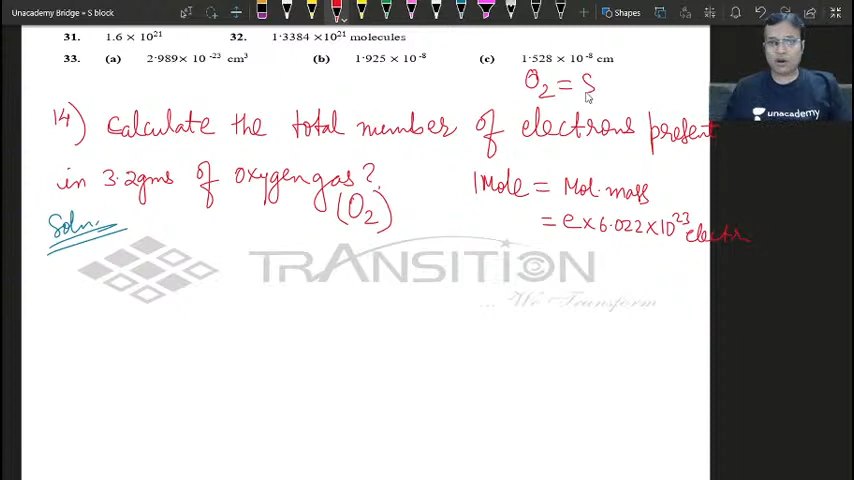 Unacademy Bridge + S block
Shapes
31. 1.6 × 10²¹ 32. 1·3384 ×10²¹ molecules
33. (a) 2·989× 10 ⁻²³ cm³ (b) 1·925 × 10⁻⁸ (c) 1·528 ×10⁻⁸ cm
O₂ =
14) Calculate the total number of electrons present
in 3.2gms of oxygen gas?
(O₂)
1 Mole = Mol. mass
= e × 6.022 × 10²³ electr
Soln.
TRANSITION
... We Transform
unacademy